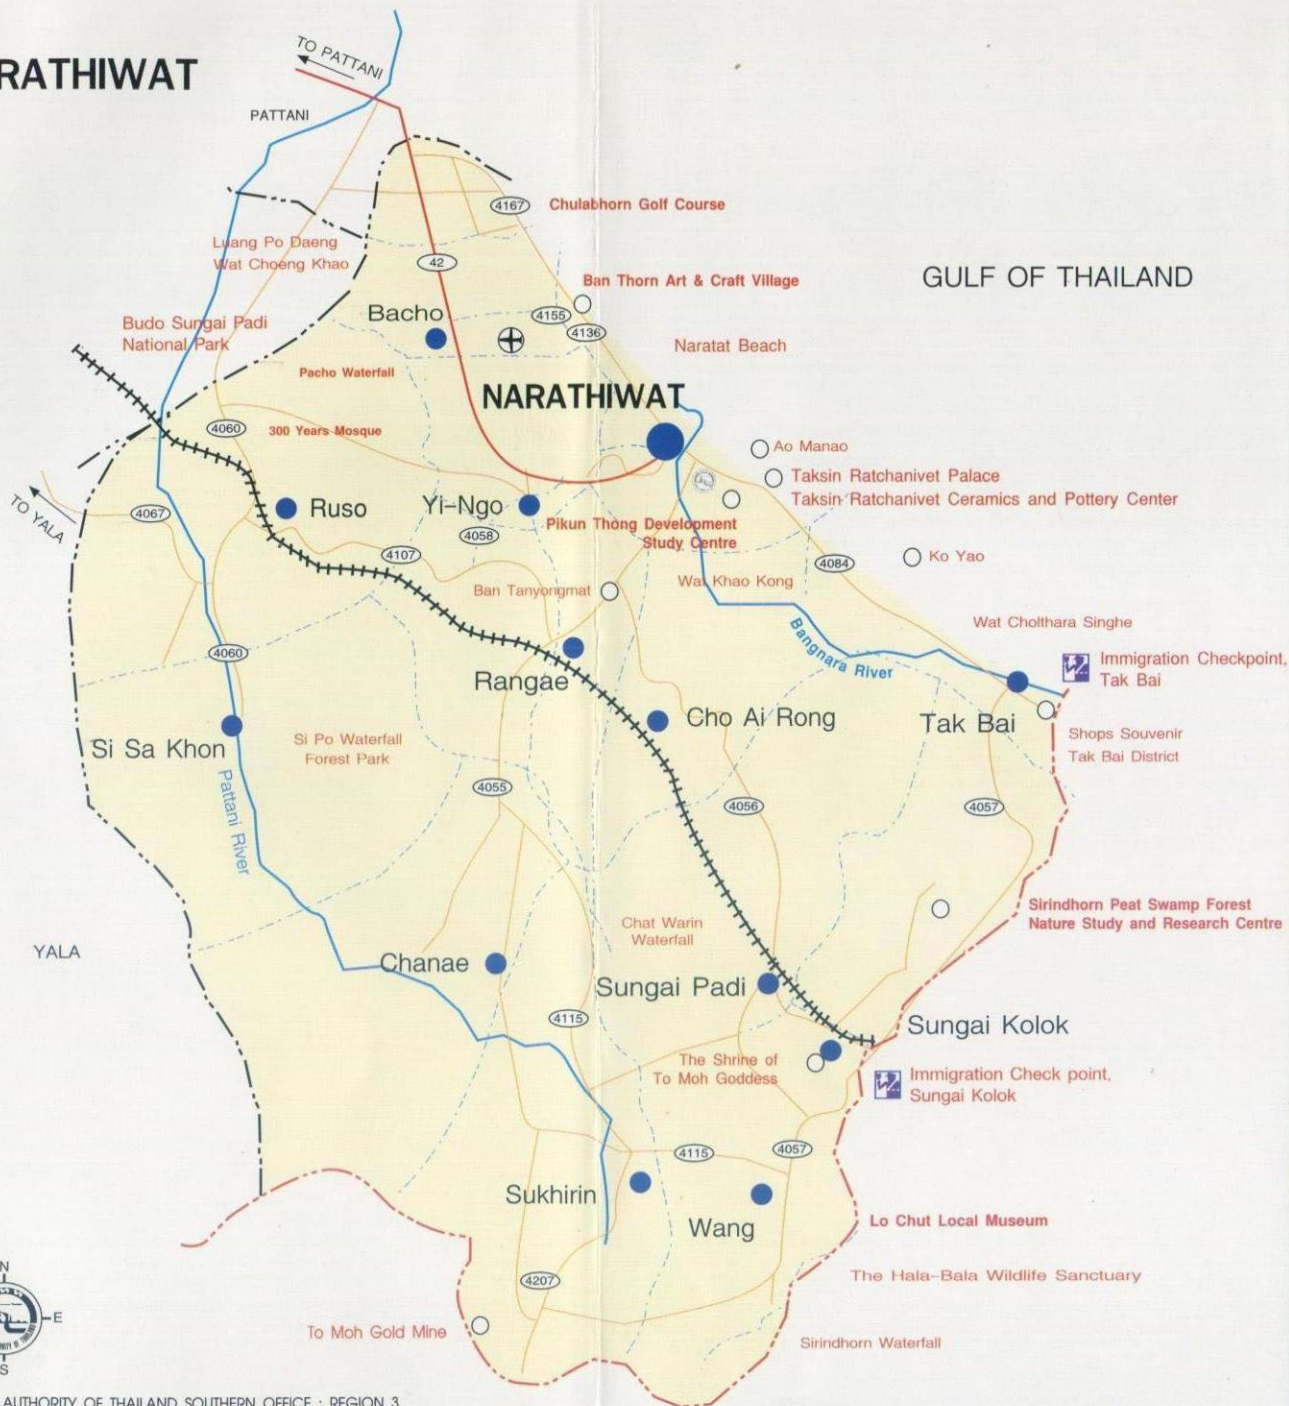 RATHIWAT
TO PATTANI
PATTANI
4167
Chulabhorn Golf Course
Luang Po Daeng
Wat Choeng Khao
42
GULF OF THAILAND
Ban Thorn Art & Craft Village
Bacho
4155
4136
Budo Sungai Padi
National Park
Naratat Beach
Pacho Waterfall
NARATHIWAT
4060
300 Years Mosque
Ao Manao
Taksin Ratchanivet Palace
Taksin Ratchanivet Ceramics and Pottery Center
TO YALA
4067
Ruso
Yi-Ngo
4058
Pikun Thong Development
Study Centre
4107
4084
Ko Yao
Ban Tanyongmat
Wat Khao Kong
Wat Cholthara Singhe
Bangnara River
4060
Immigration Checkpoint,
Tak Bai
Rangae
Cho Ai Rong
Tak Bai
Si Sa Khon
Si Po Waterfall
Forest Park
Shops Souvenir
Tak Bai District
Pattani River
4055
4056
4057
Sirindhorn Peat Swamp Forest
Nature Study and Research Centre
Chat Warin
Waterfall
YALA
Chanae
Sungai Padi
4115
Sungai Kolok
The Shrine of
To Moh Goddess
Immigration Check point,
Sungai Kolok
4115
4057
Sukhirin
Wang
Lo Chut Local Museum
The Hala-Bala Wildlife Sanctuary
4207
N
E
S
To Moh Gold Mine
Sirindhorn Waterfall
AUTHORITY OF THAILAND SOUTHERN OFFICE : REGION 3